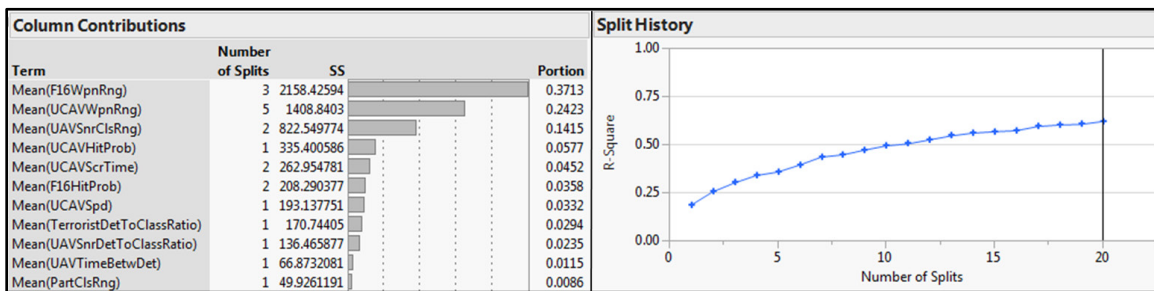 Column Contributions
Number
Term of Splits SS Portion
Mean(F16WpnRng) 3 2158.42594 0.3713
Mean(UCAVWpnRng) 5 1408.8403 0.2423
Mean(UAVSnrClsRng) 2 822.549774 0.1415
Mean(UCAVHitProb) 1 335.400586 0.0577
Mean(UCAVScrTime) 2 262.954781 0.0452
Mean(F16HitProb) 2 208.290377 0.0358
Mean(UCAVSpd) 1 193.137751 0.0332
Mean(TerroristDetToClassRatio) 1 170.74405 0.0294
Mean(UAVSnrDetToClassRatio) 1 136.465877 0.0235
Mean(UAVTimeBetwDet) 1 66.8732081 0.0115
Mean(PartClsRng) 1 49.9261191 0.0086
Split History
1.00
0.75
0.50
0.25
0.00
R-Square
0 5 10 15 20
Number of Splits